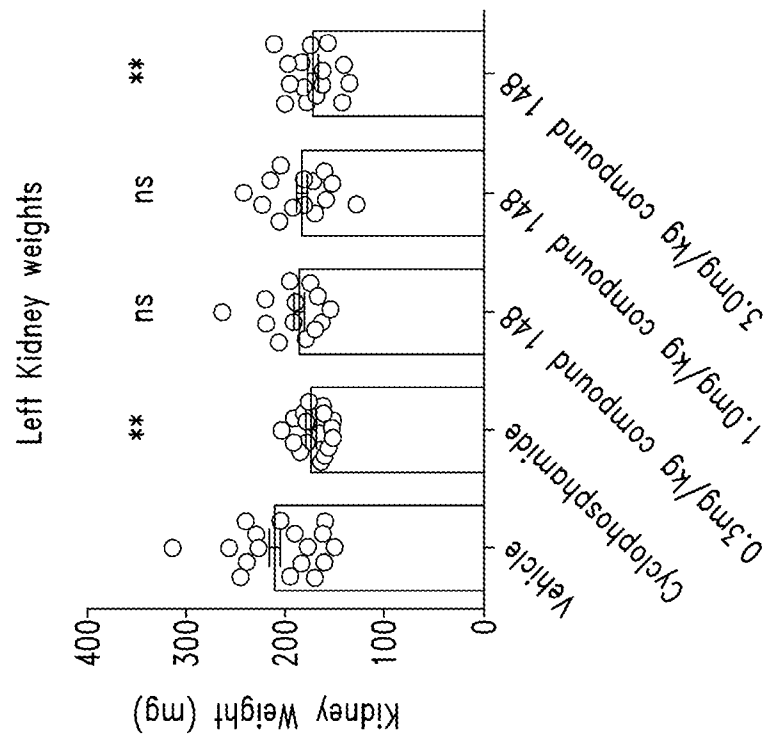 Left Kidney weights
** ns ns **
Kidney Weight (mg)
400
300
200
100
0
Vehicle
Cyclophosphamide
0.3mg/kg compound 148
1.0mg/kg compound 148
3.0mg/kg compound 148